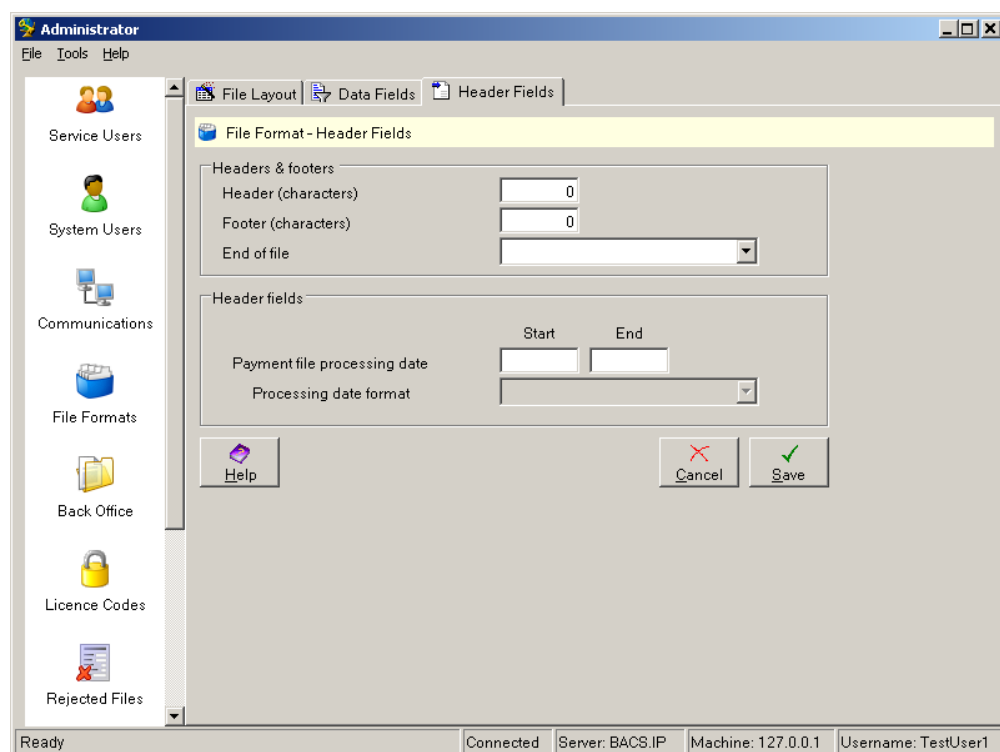 Administrator
File Tools Help
Service Users
System Users
Communications
File Formats
Back Office
Licence Codes
Rejected Files
File Layout Data Fields Header Fields
File Format - Header Fields
Headers & footers
Header (characters) 0
Footer (characters) 0
End of file
Header fields
Start End
Payment file processing date
Processing date format
Help Cancel Save
Ready Connected Server: BACS.IP Machine: 127.0.0.1 Username: TestUser1